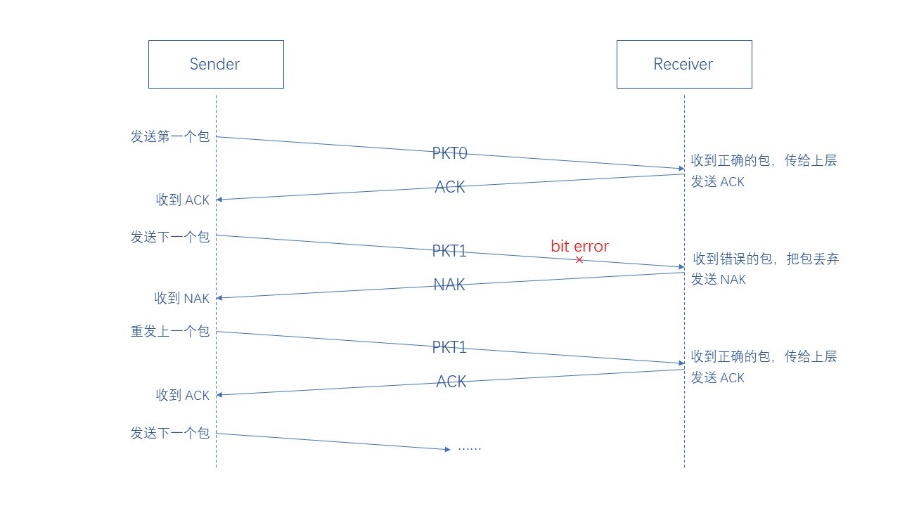 Sender
Receiver
发送第一个包
PKT0
收到正确的包，传给上层
发送 ACK
ACK
收到 ACK
发送下一个包
bit error
PKT1
收到错误的包，把包丢弃
发送 NAK
NAK
收到 NAK
重发上一个包
PKT1
收到正确的包，传给上层
发送 ACK
ACK
收到 ACK
发送下一个包
……